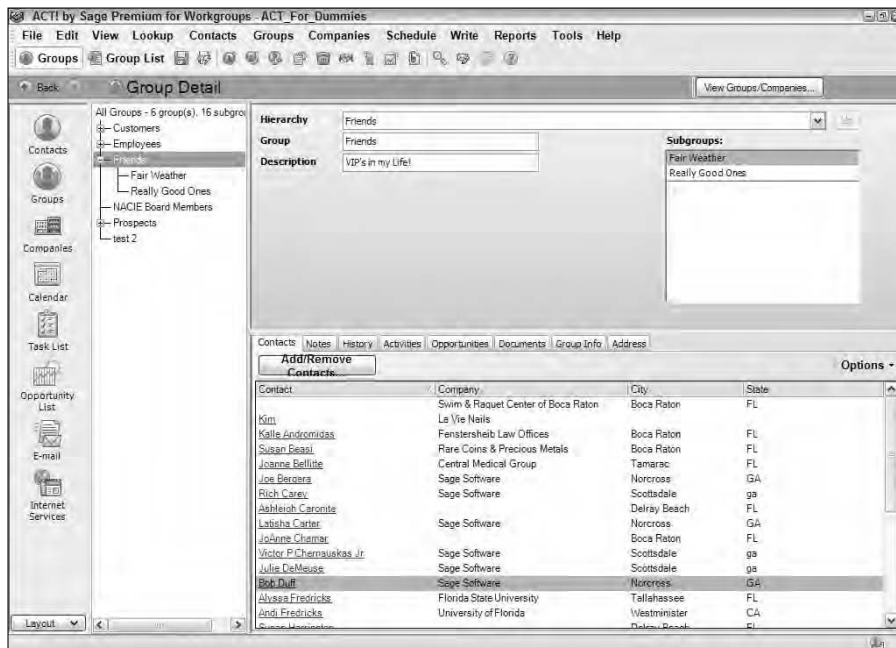 ACT! by Sage Premium for Workgroups - ACT_For_Dummies
File Edit View Lookup Contacts Groups Companies Schedule Write Reports Tools Help
Groups Group List
Back Group Detail View Groups/Companies...
Contacts
Groups
Companies
Calendar
Task List
Opportunity
List
E-mail
Internet
Services
Layout
All Groups - 6 group(s), 16 subgro
Customers
Employees
Friends
Fair Weather
Really Good Ones
NACIE Board Members
Prospects
test 2
Hierarchy Friends
Group Friends
Description VIP's in my Life!
Subgroups:
Fair Weather
Really Good Ones
Contacts Notes History Activities Opportunities Documents Group Info Address
Add/Remove
Contacts...
Options
Contact Company City State
Swim & Raquet Center of Boca Raton Boca Raton FL
Kim La Vie Nails
Kalle Andromidas Fenstersheib Law Offices Boca Raton FL
Susan Beasi Rare Coins & Precious Metals Boca Raton FL
Joanne Bellitte Central Medical Group Tamarac FL
Joe Bergera Sage Software Norcross GA
Rich Carey Sage Software Scottsdale ga
Ashleigh Caronite Delray Beach FL
Latisha Carter Sage Software Norcross GA
JoAnne Chamar Boca Raton FL
Victor P Chernauskas Jr. Sage Software Scottsdale ga
Julie DeMeuse Sage Software Scottsdale ga
Bob Duff Sage Software Norcross GA
Alyssa Fredricks Florida State University Tallahassee FL
Andi Fredricks University of Florida Westminister CA
Susan Harrington Delray Beach FL